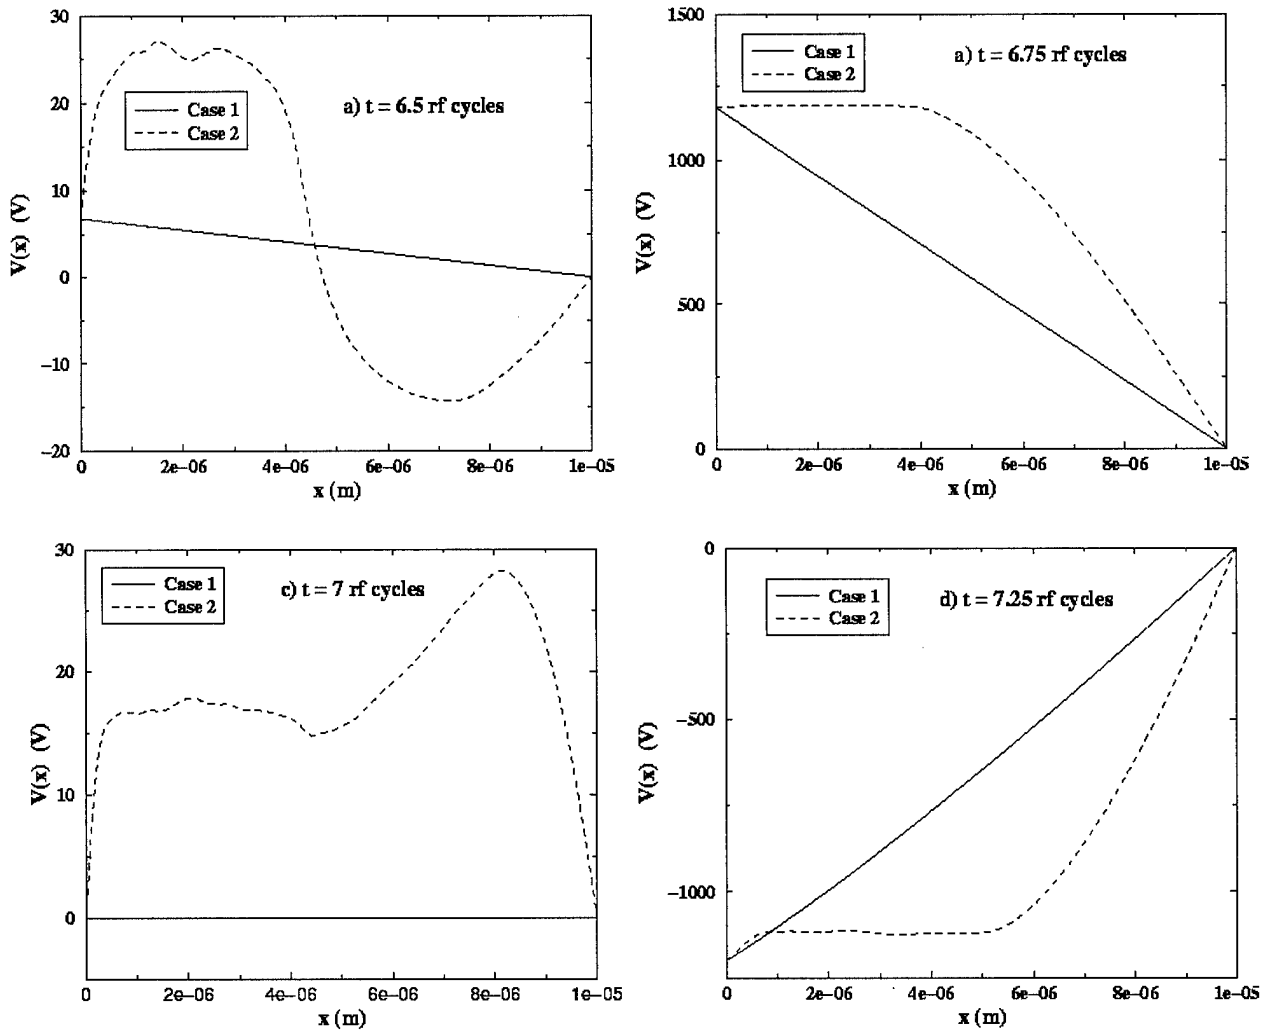 30
20
10
0
−10
−20
V(x) (V)
Case 1
Case 2
a) t = 6.5 rf cycles
0
2e−06
4e−06
6e−06
8e−06
1e−05
x (m)
1500
1000
500
0
V(x) (V)
Case 1
Case 2
a) t = 6.75 rf cycles
0
2e−06
4e−06
6e−06
8e−06
1e−05
x (m)
30
20
10
0
V(x) (V)
Case 1
Case 2
c) t = 7 rf cycles
0
2e−06
4e−06
6e−06
8e−06
1e−05
x (m)
0
−500
−1000
V(x) (V)
Case 1
Case 2
d) t = 7.25 rf cycles
0
2e−06
4e−06
6e−06
8e−06
1e−05
x (m)